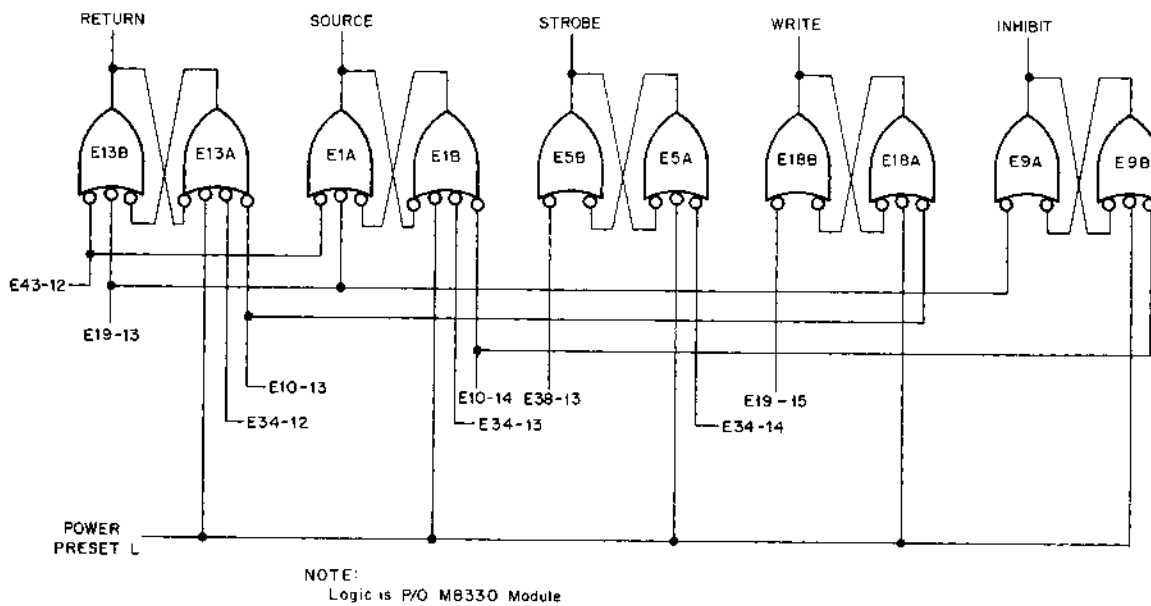 RETURN SOURCE STROBE WRITE INHIBIT
E13B E13A E1A E1B E5B E5A E18B E18A E9A E9B
E43-12
E19-13
E10-13 E10-14 E38-13 E19-15
E34-12 E34-13 E34-14
POWER
PRESET L
NOTE:
Logic is P/O M8330 Module